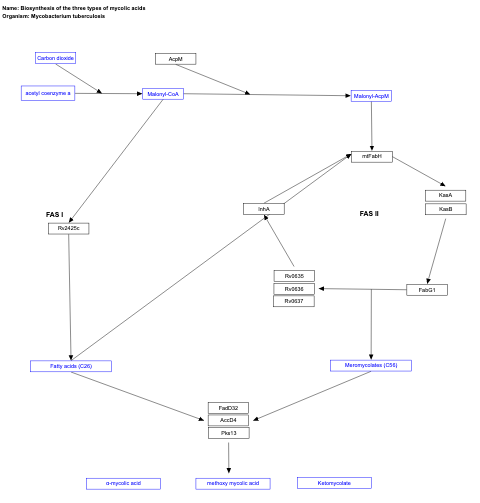 Name: Biosynthesis of the three types of mycolic acids
Organism: Mycobacterium tuberculosis
Carbon dioxide
AcpM
acetyl coenzyme a
Malonyl-CoA
Malonyl-AcpM
mtFabH
KasA
KasB
InhA
FAS I
FAS II
Rv2425c
Rv0635
Rv0636
Rv0637
FabG1
Fatty acids (C26)
Meromycolates (C56)
FadD32
AccD4
Pks13
α-mycolic acid
methoxy mycolic acid
Ketomycolate